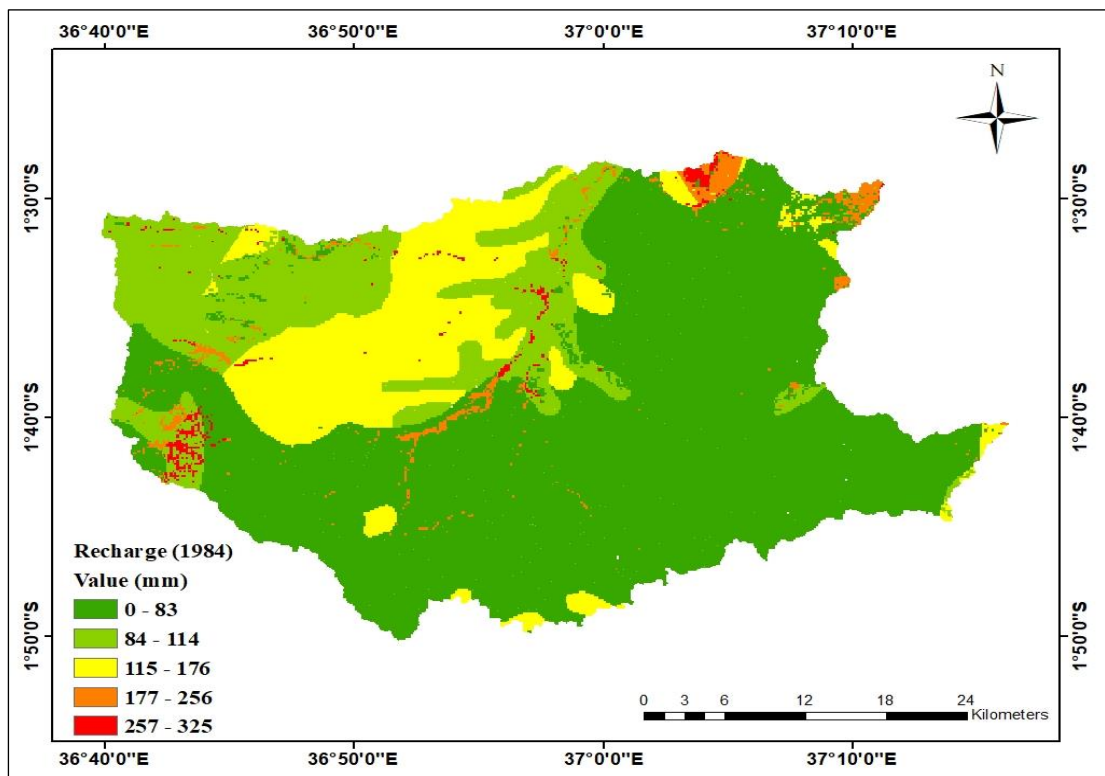 36°40'0"E 36°50'0"E 37°0'0"E 37°10'0"E
N
1°30'0"S 1°30'0"S
1°40'0"S 1°40'0"S
1°50'0"S 1°50'0"S
Recharge (1984)
Value (mm)
0 - 83
84 - 114
115 - 176
177 - 256
257 - 325
0 3 6 12 18 24
Kilometers
36°40'0"E 36°50'0"E 37°0'0"E 37°10'0"E